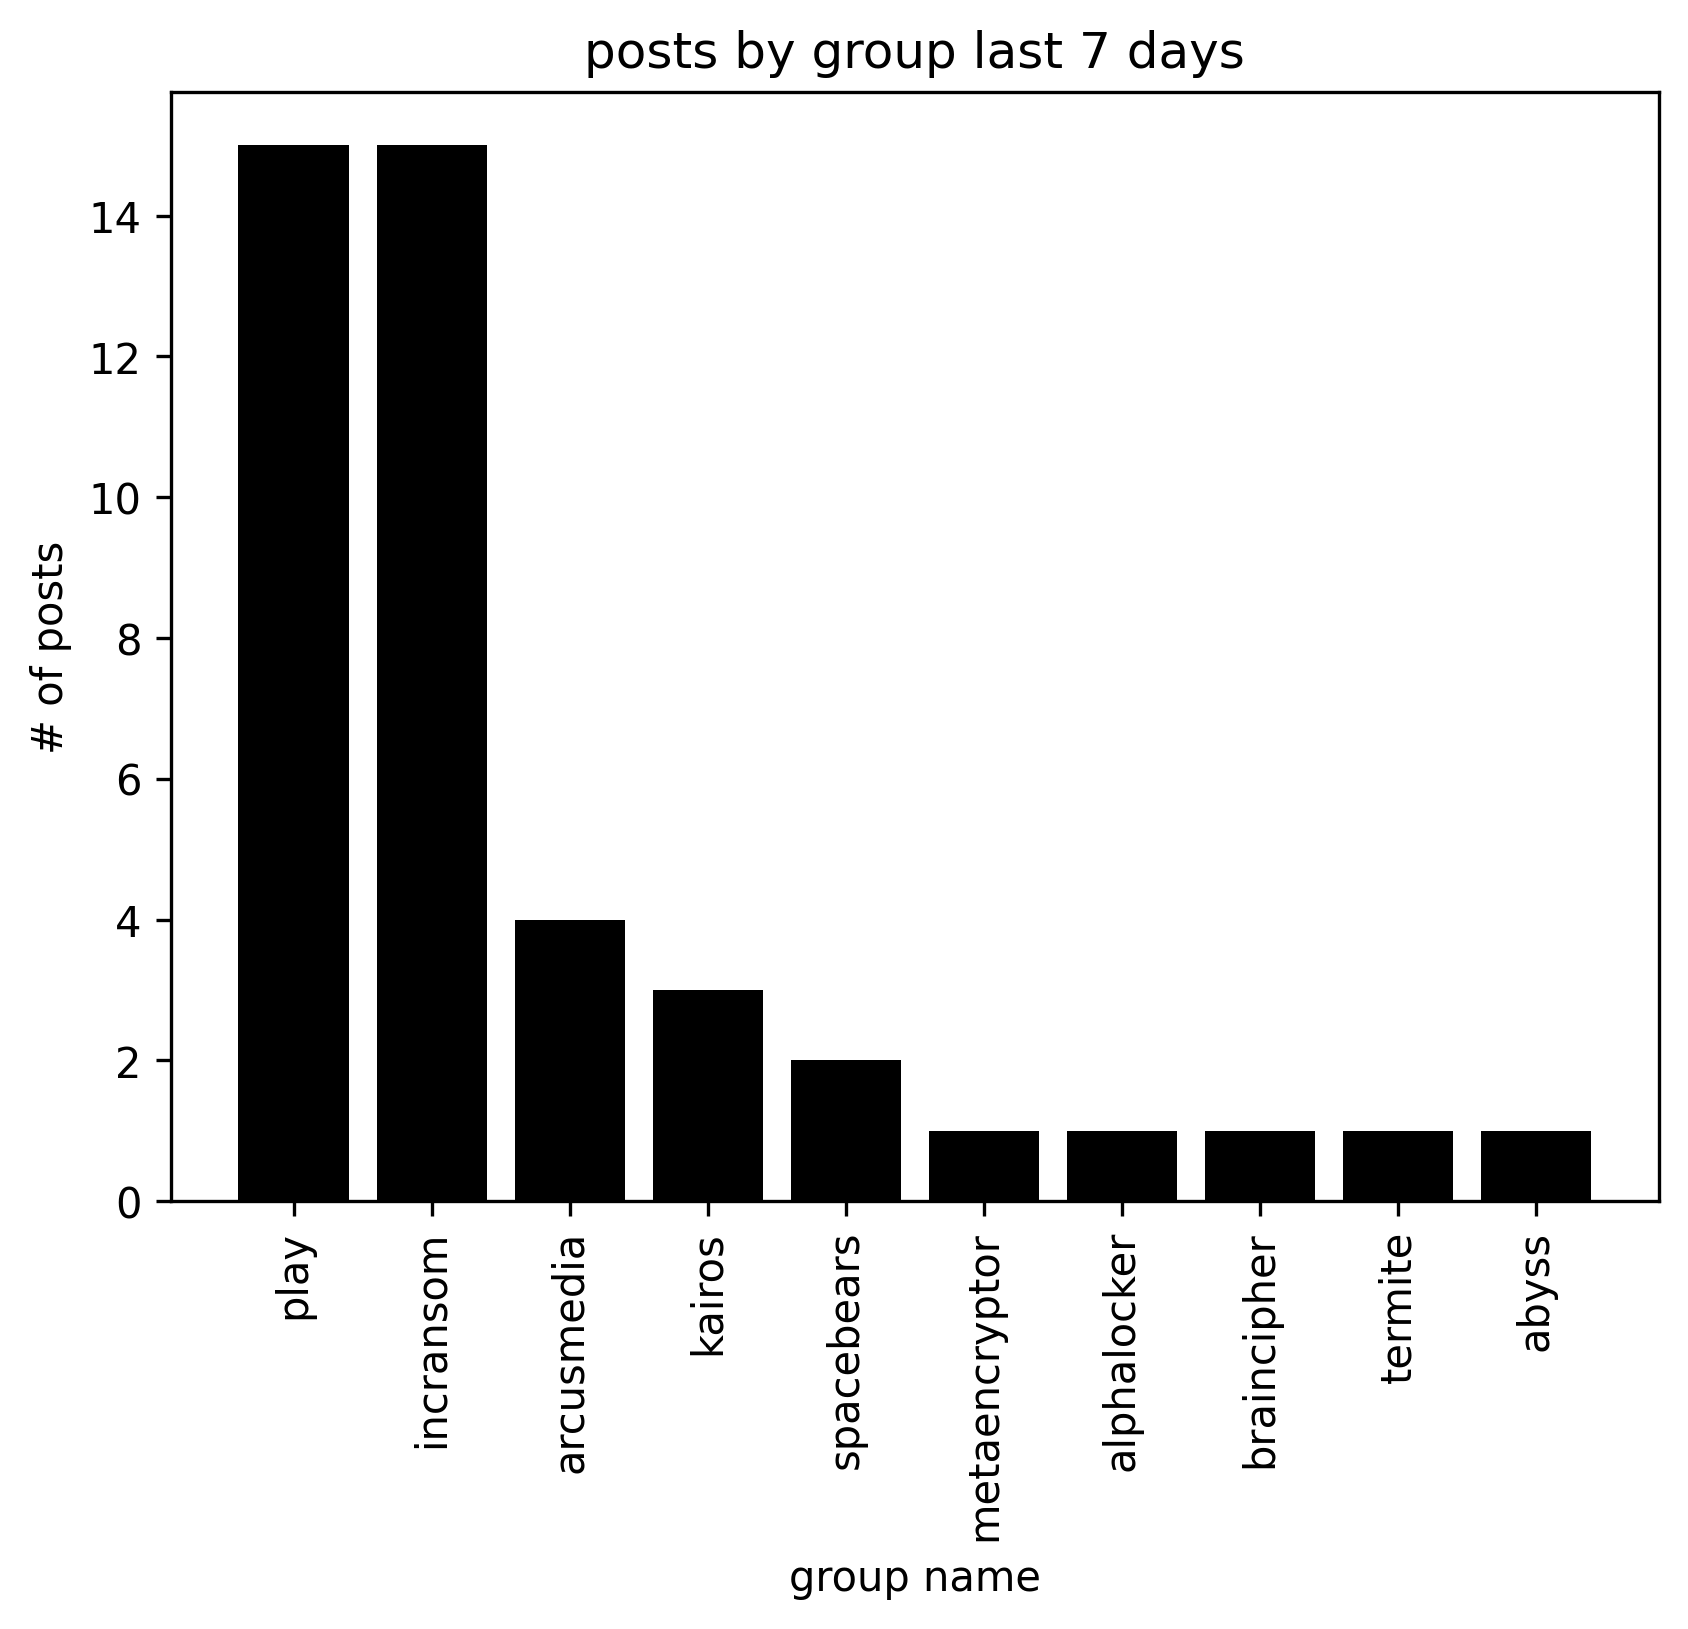 posts by group last 7 days
# of posts
14
12
10
8
6
4
2
0
play
incransom
arcusmedia
kairos
spacebears
metaencryptor
alphalocker
braincipher
termite
abyss
group name